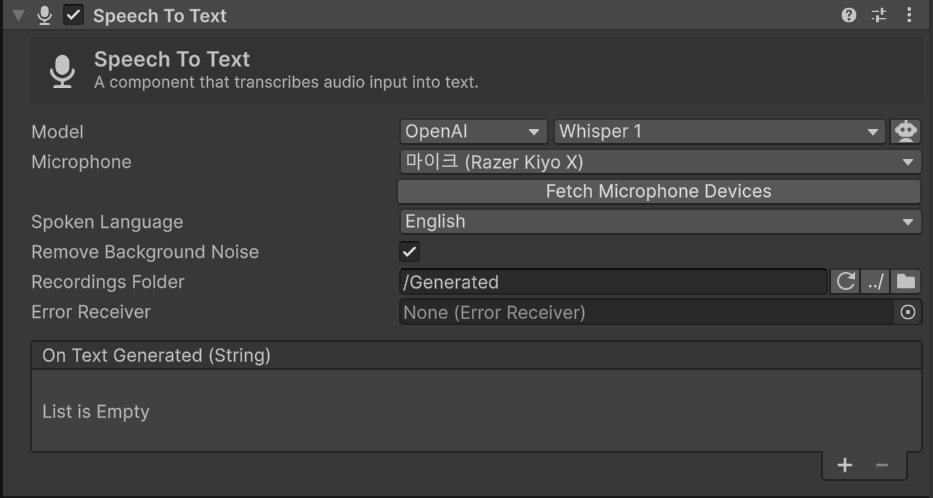 Speech To Text
Speech To Text
A component that transcribes audio input into text.
Model OpenAI Whisper 1
Microphone 마이크 (Razer Kiyo X)
Fetch Microphone Devices
Spoken Language English
Remove Background Noise
Recordings Folder /Generated ../
Error Receiver None (Error Receiver)
On Text Generated (String)
List is Empty